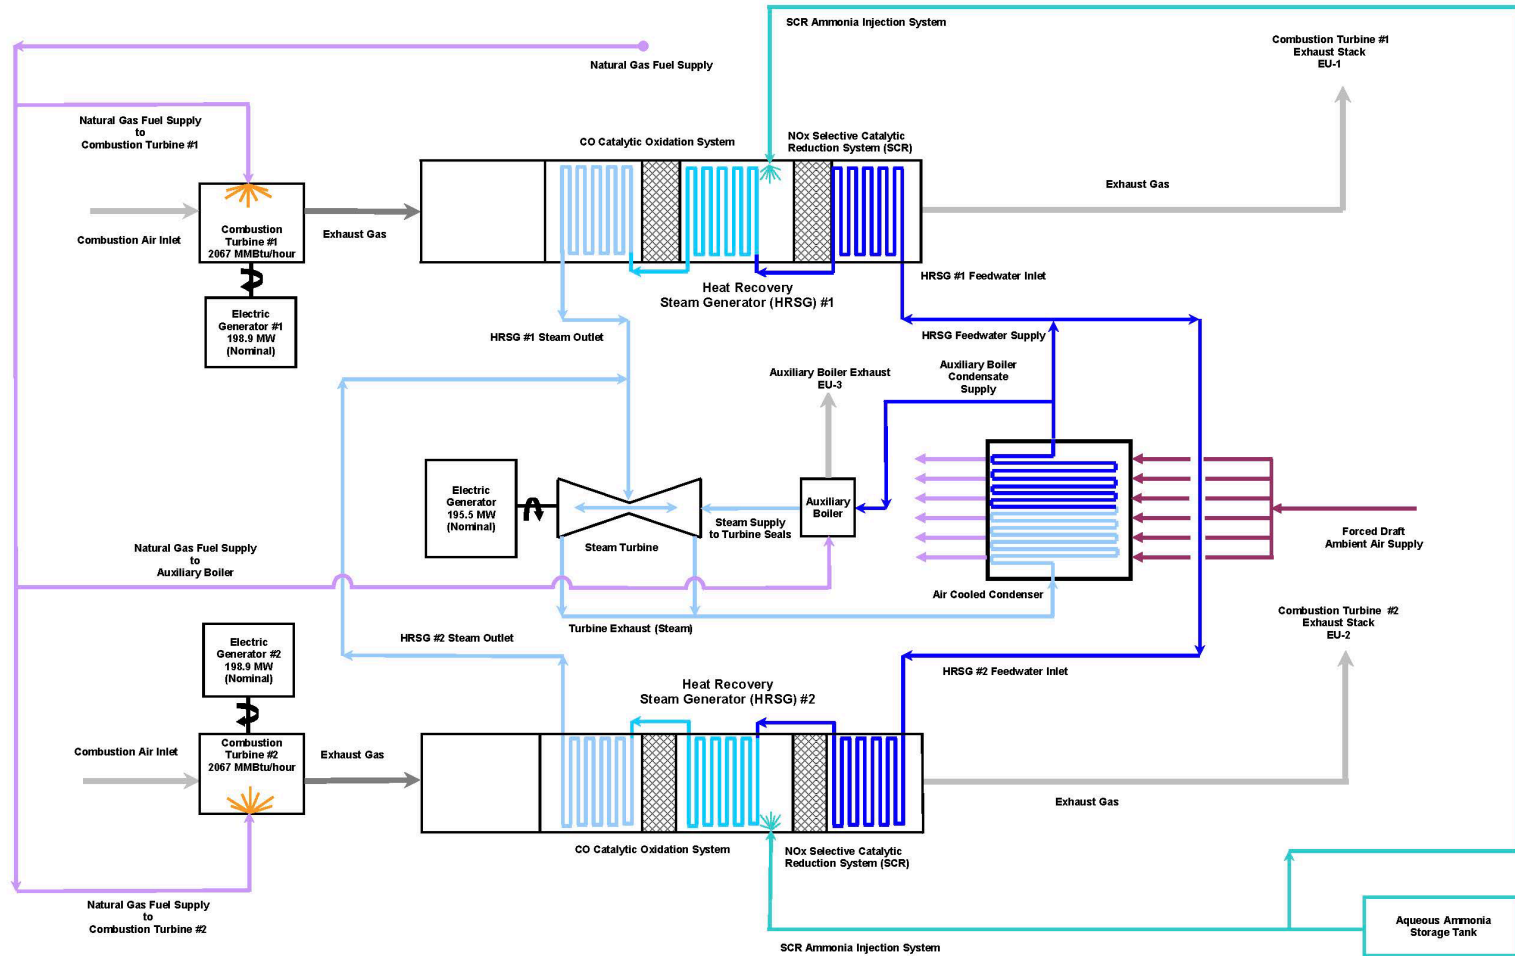 SCR Ammonia Injection System
Combustion Turbine #1
Exhaust Stack
EU-1
Natural Gas Fuel Supply
Natural Gas Fuel Supply
to
Combustion Turbine #1
CO Catalytic Oxidation System
NOx Selective Catalytic
Reduction System (SCR)
Exhaust Gas
Combustion Air Inlet
Combustion
Turbine #1
2067 MMBtu/hour
Exhaust Gas
HRSG #1 Feedwater Inlet
Heat Recovery
Steam Generator (HRSG) #1
Electric
Generator #1
198.9 MW
(Nominal)
HRSG #1 Steam Outlet
HRSG Feedwater Supply
Auxiliary Boiler Exhaust
EU-3
Auxiliary Boiler
Condensate
Supply
Electric
Generator
195.5 MW
(Nominal)
Auxiliary
Boiler
Steam Supply
to Turbine Seals
Steam Turbine
Forced Draft
Ambient Air Supply
Natural Gas Fuel Supply
to
Auxiliary Boiler
Air Cooled Condenser
Combustion Turbine #2
Exhaust Stack
EU-2
Turbine Exhaust (Steam)
HRSG #2 Steam Outlet
Electric
Generator #2
198.9 MW
(Nominal)
HRSG #2 Feedwater Inlet
Heat Recovery
Steam Generator (HRSG) #2
Combustion Air Inlet
Combustion
Turbine #2
2067 MMBtu/hour
Exhaust Gas
Exhaust Gas
CO Catalytic Oxidation System
NOx Selective Catalytic
Reduction System (SCR)
Natural Gas Fuel Supply
to
Combustion Turbine #2
Aqueous Ammonia
Storage Tank
SCR Ammonia Injection System